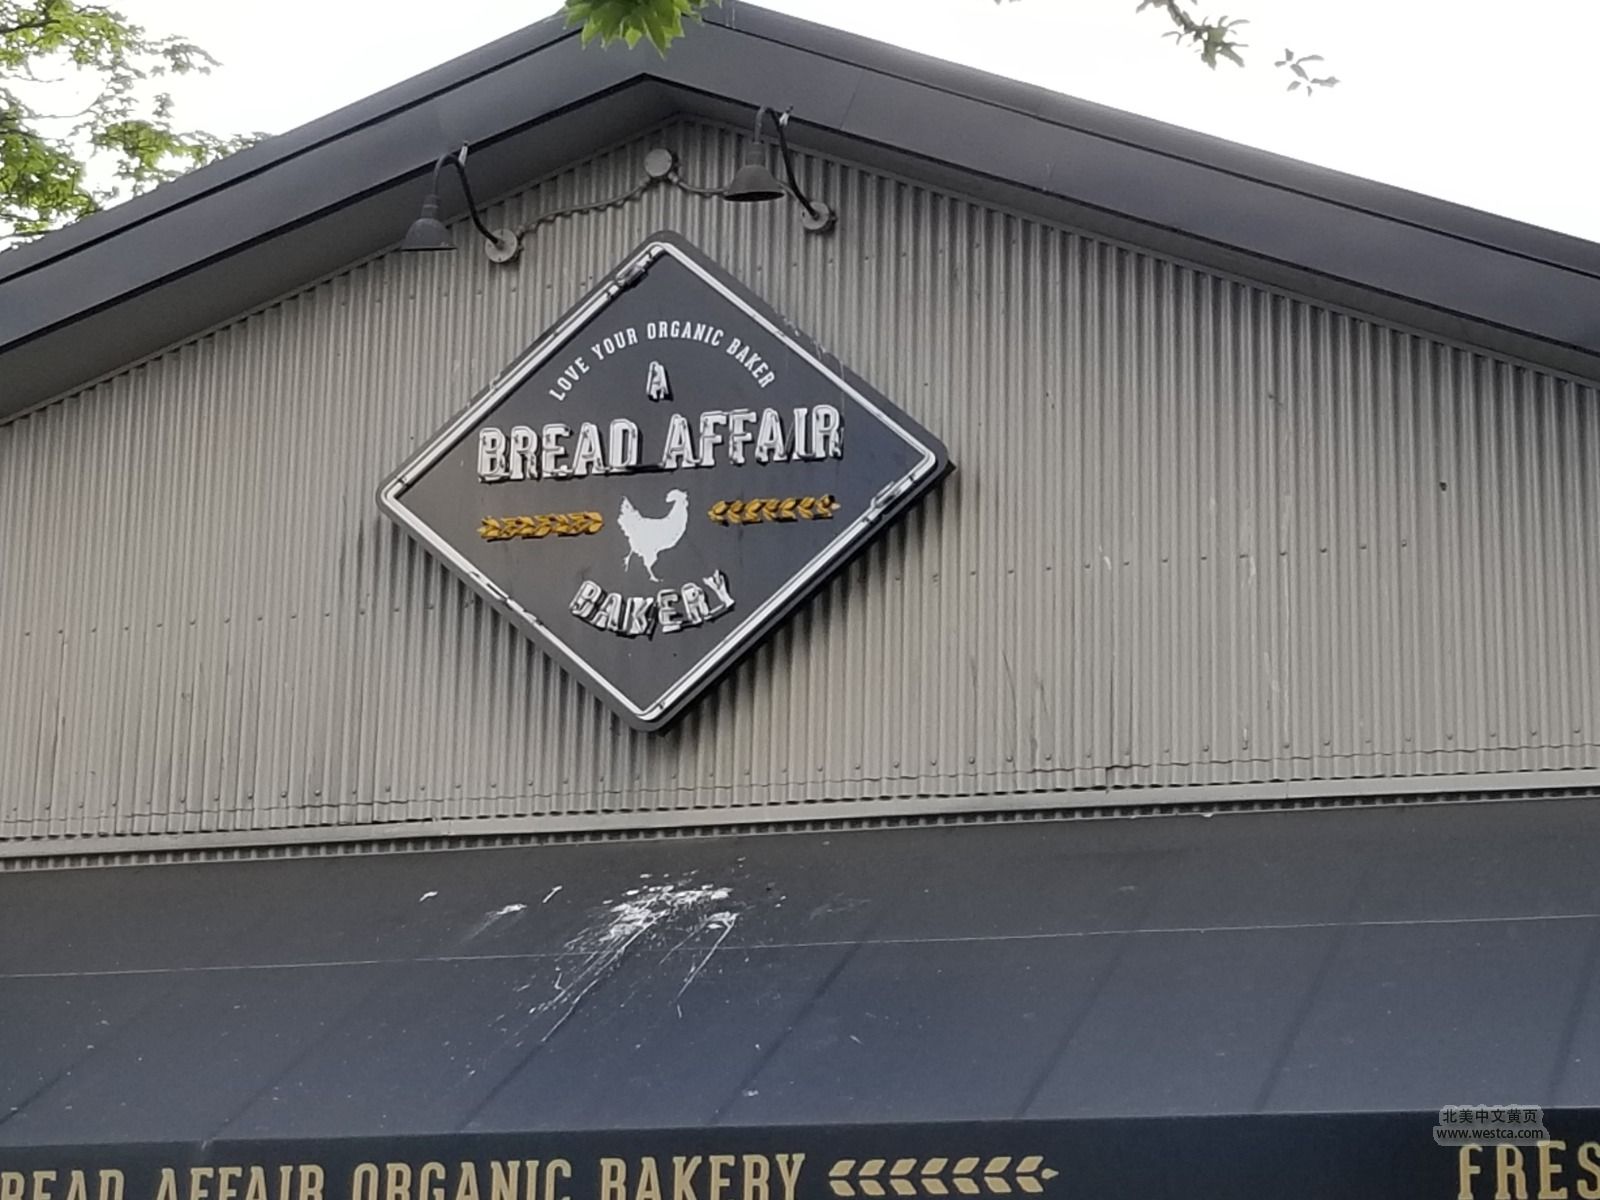 LOVE YOUR ORGANIC BAKER
A
BREAD AFFAIR
BAKERY
READ AFFAIR ORGANIC BAKERY
FRES
北美中文黄页
www.westca.com